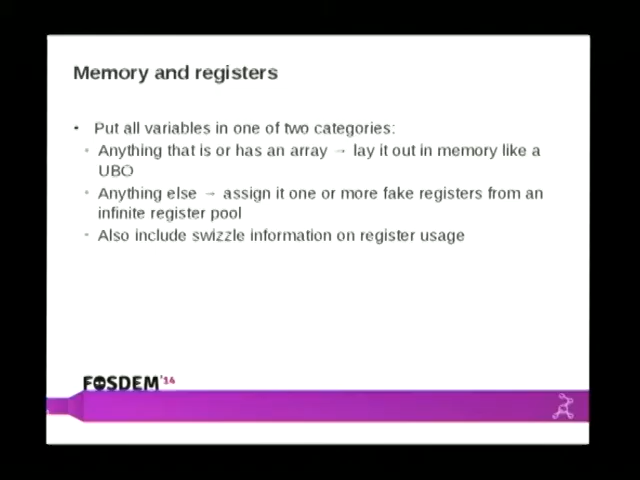 Memory and registers
• Put all variables in one of two categories:
• Anything that is or has an array → lay it out in memory like a
UBO
• Anything else → assign it one or more fake registers from an
infinite register pool
• Also include swizzle information on register usage
FOSDEM'14